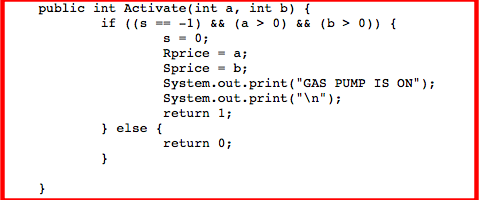 public int Activate(int a, int b) {
if ((s == -1) && (a > 0) && (b > 0)) {
s = 0;
Rprice = a;
Sprice = b;
System.out.print("GAS PUMP IS ON");
System.out.print("\n");
return 1;
} else {
return 0;
}
}